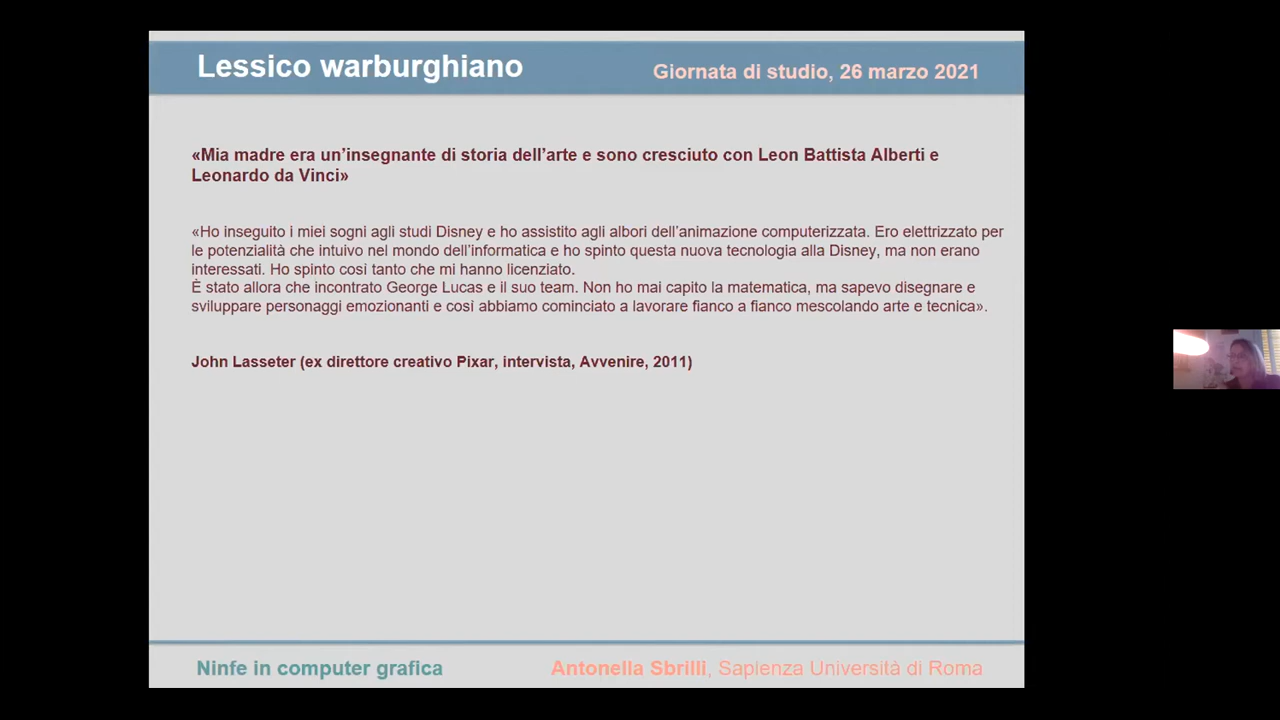 Lessico warburghiano
Giornata di studio, 26 marzo 2021
«Mia madre era un’insegnante di storia dell’arte e sono cresciuto con Leon Battista Alberti e
Leonardo da Vinci»
«Ho inseguito i miei sogni agli studi Disney e ho assistito agli albori dell’animazione computerizzata. Ero elettrizzato per
le potenzialità che intuivo nel mondo dell’informatica e ho spinto questa nuova tecnologia alla Disney, ma non erano
interessati. Ho spinto così tanto che mi hanno licenziato.
È stato allora che incontrato George Lucas e il suo team. Non ho mai capito la matematica, ma sapevo disegnare e
sviluppare personaggi emozionanti e così abbiamo cominciato a lavorare fianco a fianco mescolando arte e tecnica».
John Lasseter (ex direttore creativo Pixar, intervista, Avvenire, 2011)
Ninfe in computer grafica
Antonella Sbrilli, Sapienza Università di Roma